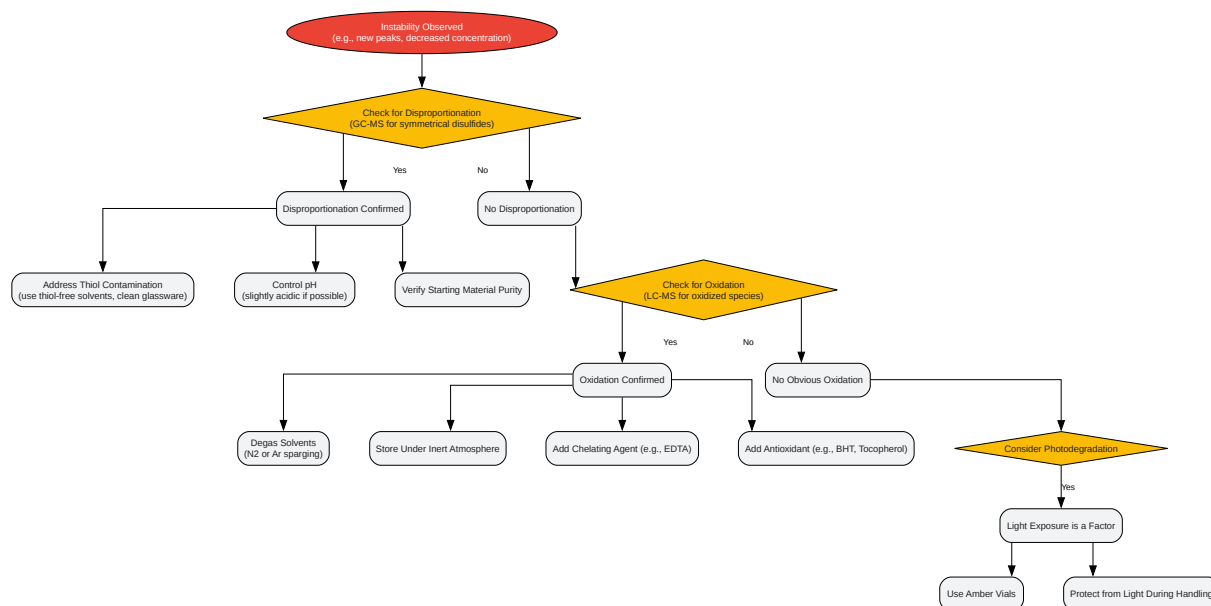 Instability Observed
(e.g., new peaks, decreased concentration)
Check for Disproportionation
(GC-MS for symmetrical disulfides)
Yes
No
Disproportionation Confirmed
No Disproportionation
Address Thiol Contamination
(use thiol-free solvents, clean glassware)
Control pH
(slightly acidic if possible)
Verify Starting Material Purity
Check for Oxidation
(LC-MS for oxidized species)
Yes
No
Oxidation Confirmed
No Obvious Oxidation
Degas Solvents
(N2 or Ar sparging)
Store Under Inert Atmosphere
Add Chelating Agent (e.g., EDTA)
Add Antioxidant (e.g., BHT, Tocopherol)
Consider Photodegradation
Yes
Light Exposure is a Factor
Use Amber Vials
Protect from Light During Handling